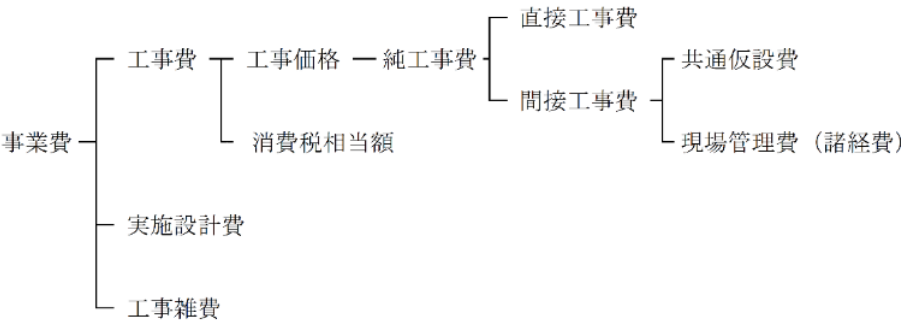 直接工事費
工事費
工事価格
純工事費
共通仮設費
間接工事費
事業費
消費税相当額
現場管理費（諸経費）
実施設計費
工事雑費